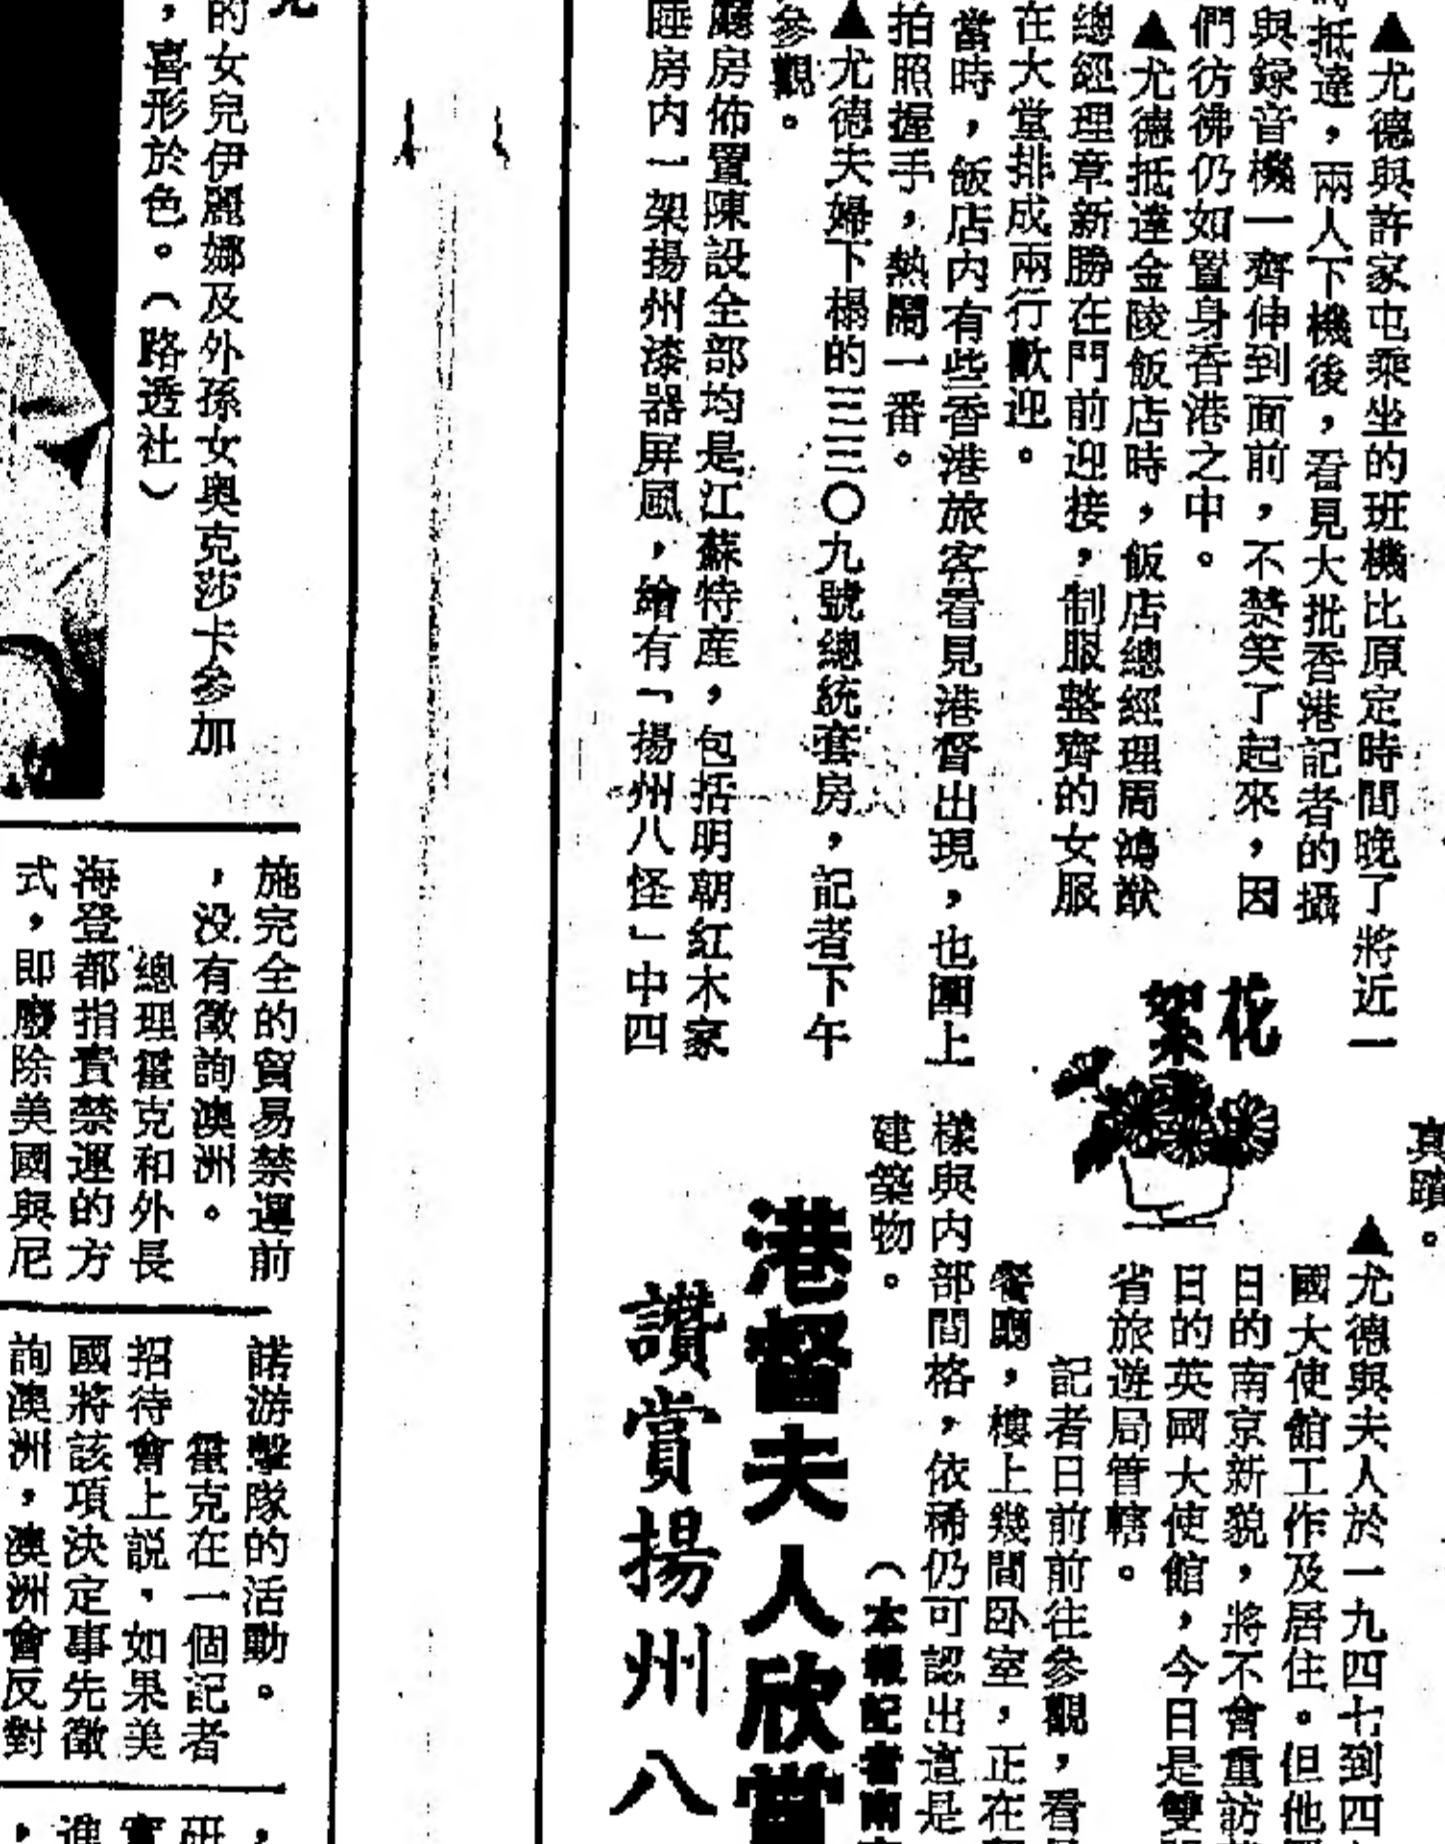 ▲尤德與許家屯乘坐的班機比原定時間晚了將近一
抵達，兩人下機後，看見大批香港記者的攝
與錄音機一齊伸到面前，不禁笑了起來，因
們彷彿仍如置身香港之中。
▲尤德抵達金陵飯店時，飯店總經理周鴻猷
總經理章新勝在門前迎接，制服整齊的女服
在大堂排成兩行歡迎。
當時，飯店内有些香港旅客看見港督出現，也圍上
拍照握手，熱鬧一番。
▲尤德夫婦下榻的三三〇九號總統套房，記者下午
參觀。
廳房佈置陳設全部均是江蘇特産，包括明朝紅木家
睡房内一架揚州漆器屏風，繪有「揚州八怪」中四
花
絮
真蹟。
▲尤德與夫人於一九四七到四
國大使館工作及居住。但他
日的南京新貌，將不會重訪
日的英國大使館，今日是雙
省旅遊局管轄。
記者日前前往參觀，看
餐廳，樓上幾間卧室，正在
樣與内部間格，依稀仍可認出這是
建築物。
（本報記者南
港督夫人欣賞
讃賞揚州八
的女兒伊麗娜及外孫女奥克莎卡參加
，喜形於色。（路透社）
施完全的貿易禁運前
，没有徵詢澳洲。
總理霍克和外長
海登都指責禁運的方
式，即廢除美國與尼
諾游擊隊的活動。
霍克在一個記者
招待會上説，如果美
國將該項決定事先徵
詢澳洲，澳洲會反對
，
研
實
進
，